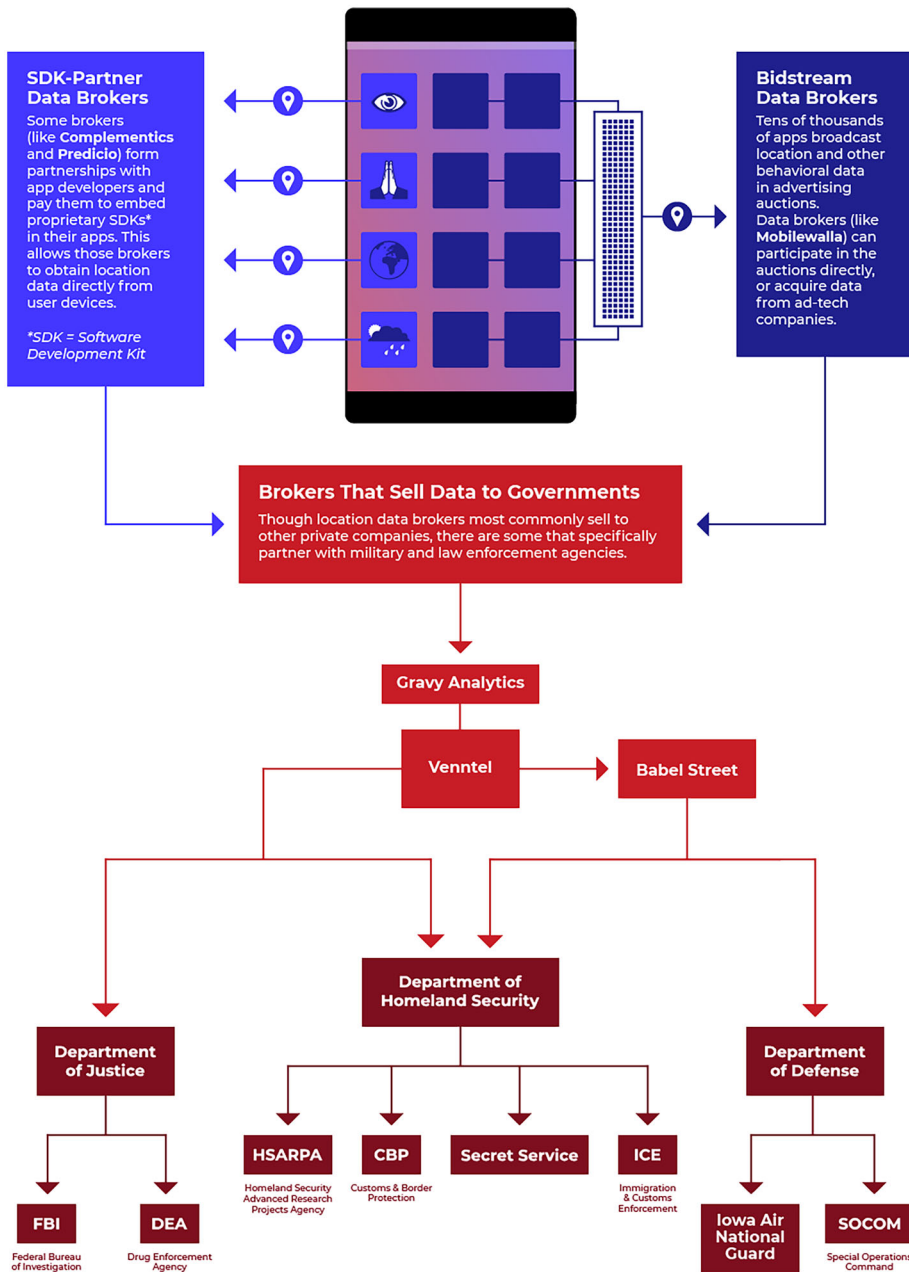 SDK-Partner
Data Brokers
Some brokers
(like Complementics
and Predicio) form
partnerships with
app developers and
pay them to embed
proprietary SDKs*
in their apps. This
allows those brokers
to obtain location
data directly from
user devices.
*SDK = Software
Development Kit
Bidstream
Data Brokers
Tens of thousands
of apps broadcast
location and other
behavioral data
in advertising
auctions.
Data brokers (like
Mobilewalla) can
participate in the
auctions directly,
or acquire data
from ad-tech
companies.
Brokers That Sell Data to Governments
Though location data brokers most commonly sell to
other private companies, there are some that specifically
partner with military and law enforcement agencies.
Gravy Analytics
Venntel
Babel Street
Department of
Homeland Security
Department
of Justice
Department
of Defense
HSARPA
Homeland Security
Advanced Research
Projects Agency
CBP
Customs & Border
Protection
Secret Service
ICE
Immigration
& Customs
Enforcement
FBI
Federal Bureau
of Investigation
DEA
Drug Enforcement
Agency
Iowa Air
National
Guard
SOCOM
Special Operations
Command